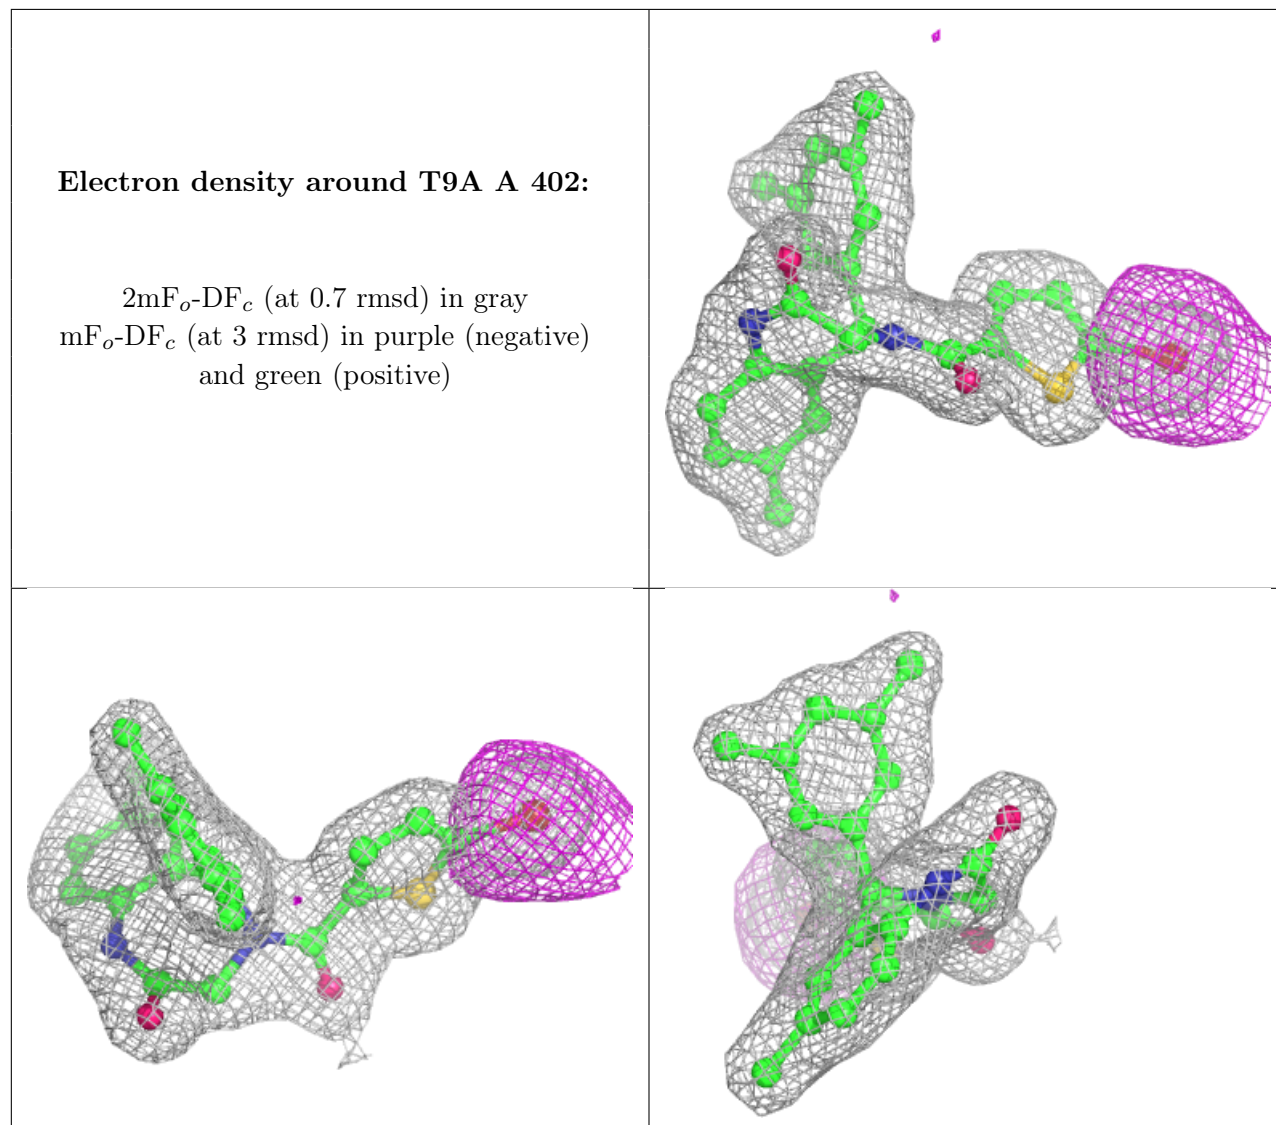 Electron density around T9A A 402:
2mFo-DFc (at 0.7 rmsd) in gray
mFo-DFc (at 3 rmsd) in purple (negative)
and green (positive)